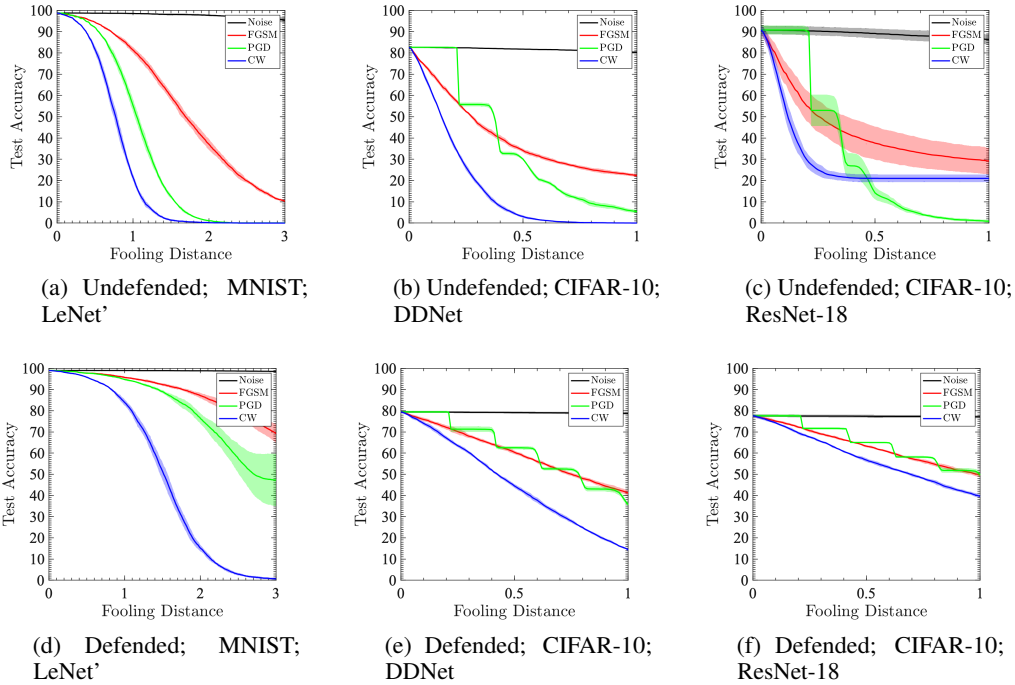 100
90
80
70
60
50
40
30
20
10
0
Test Accuracy
Noise
FGSM
PGD
CW
0
1
2
3
Fooling Distance
(a) Undefended; MNIST;
LeNet'
100
90
80
70
60
50
40
30
20
10
0
Test Accuracy
Noise
FGSM
PGD
CW
0
0.5
1
Fooling Distance
(b) Undefended; CIFAR-10;
DDNet
100
90
80
70
60
50
40
30
20
10
0
Test Accuracy
Noise
FGSM
PGD
CW
0
0.5
1
Fooling Distance
(c) Undefended; CIFAR-10;
ResNet-18
100
90
80
70
60
50
40
30
20
10
0
Test Accuracy
Noise
FGSM
PGD
CW
0
1
2
3
Fooling Distance
(d) Defended; MNIST;
LeNet'
100
90
80
70
60
50
40
30
20
10
0
Test Accuracy
Noise
FGSM
PGD
CW
0
0.5
1
Fooling Distance
(e) Defended; CIFAR-10;
DDNet
100
90
80
70
60
50
40
30
20
10
0
Test Accuracy
Noise
FGSM
PGD
CW
0
0.5
1
Fooling Distance
(f) Defended; CIFAR-10;
ResNet-18